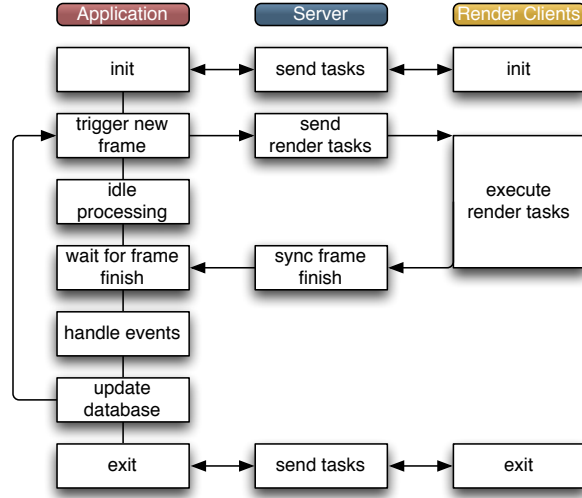 Application
Server
Render Clients
init
send tasks
init
trigger new
frame
send
render tasks
execute
render tasks
idle
processing
wait for frame
finish
sync frame
finish
handle events
update
database
exit
send tasks
exit